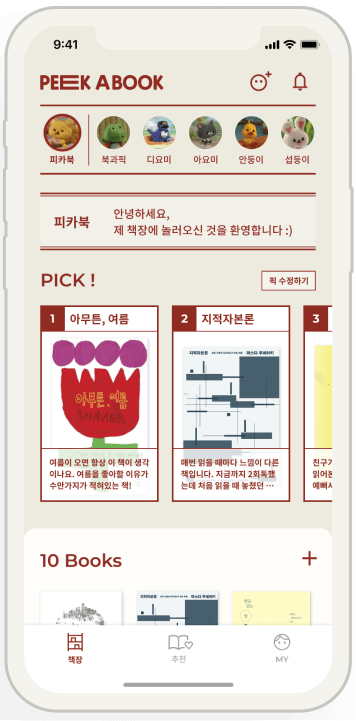 9:41
PEEK A BOOK
피카북
북과픽
디요미
아요미
안둥이
섭둥이
피카북
안녕하세요,
제 책장에 놀러오신 것을 환영합니다 :)
PICK !
픽 수정하기
1 아무튼, 여름
아무튼, 여름
여름이 오면 항상 이 책이 생각
이나요. 여름을 좋아할 이유가
수만가지가 적혀있는 책!
2 지적자본론
지적자본론
마스다 무네아키
매번 읽을 때마다 느낌이 다른
책입니다. 지금까지 2회독했
는데 처음 읽을 때 놓쳤던 ···
3
친구가
읽어본
예뻐서
10 Books
+
책장
추천
MY